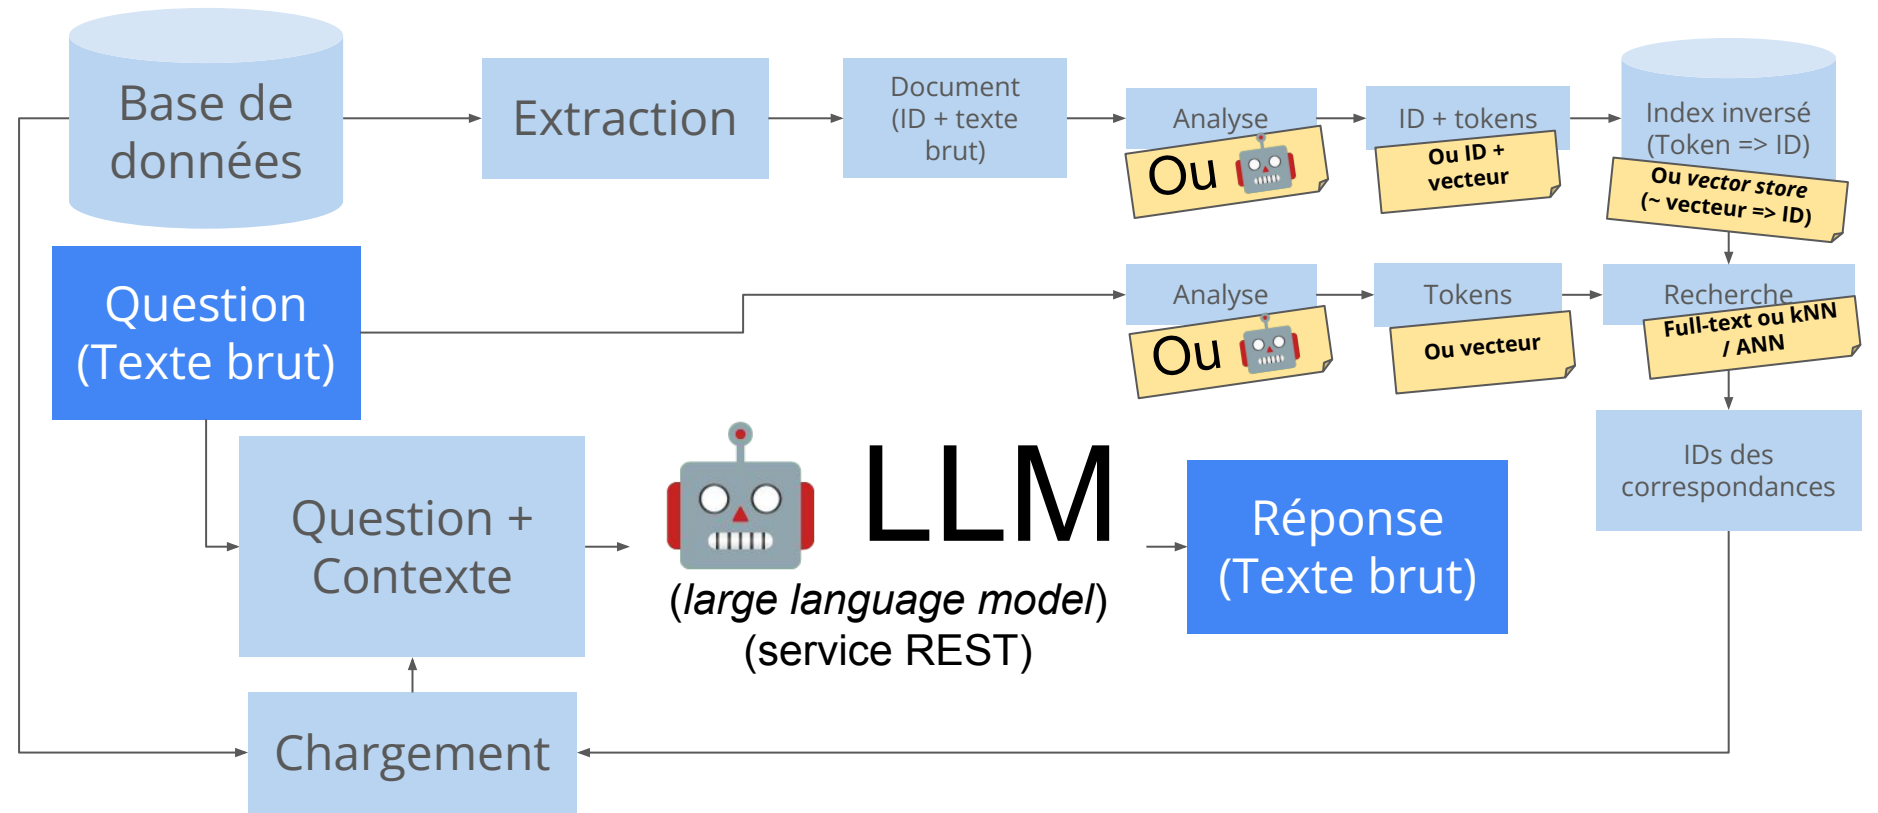 Base de
données
Extraction
Document
(ID + texte
brut)
Analyse
Ou
ID + tokens
Ou ID +
vecteur
Index inversé
(Token => ID)
Ou vector store
(~ vecteur => ID)
Question
(Texte brut)
Analyse
Ou
Tokens
Ou vecteur
Recherche
Full-text ou kNN
/ ANN
IDs des
correspondances
Question +
Contexte
LLM
(large language model)
(service REST)
Réponse
(Texte brut)
Chargement